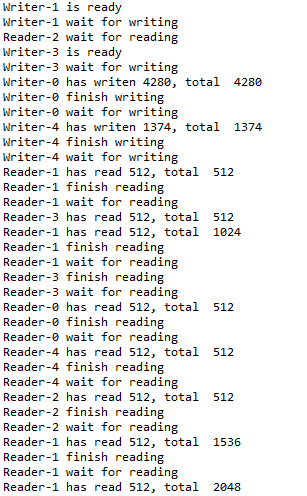 Writer-1 is ready
Writer-1 wait for writing
Reader-2 wait for reading
Writer-3 is ready
Writer-3 wait for writing
Writer-0 has writen 4280, total  4280
Writer-0 finish writing
Writer-0 wait for writing
Writer-4 has writen 1374, total  1374
Writer-4 finish writing
Writer-4 wait for writing
Reader-1 has read 512, total  512
Reader-1 finish reading
Reader-1 wait for reading
Reader-3 has read 512, total  512
Reader-1 has read 512, total  1024
Reader-1 finish reading
Reader-1 wait for reading
Reader-3 finish reading
Reader-3 wait for reading
Reader-0 has read 512, total  512
Reader-0 finish reading
Reader-0 wait for reading
Reader-4 has read 512, total  512
Reader-4 finish reading
Reader-4 wait for reading
Reader-2 has read 512, total  512
Reader-2 finish reading
Reader-2 wait for reading
Reader-1 has read 512, total  1536
Reader-1 finish reading
Reader-1 wait for reading
Reader-1 has read 512, total  2048